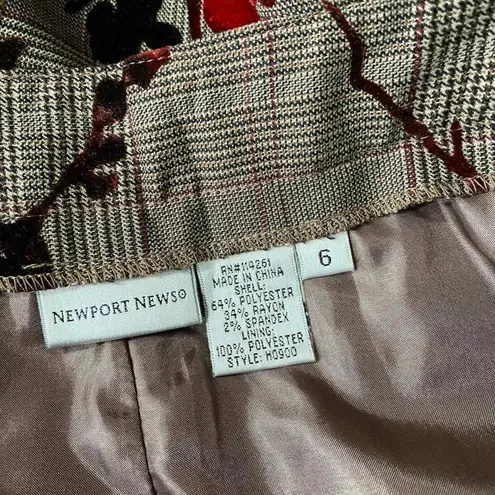 NEWPORT NEWS®
RN#114261
MADE IN CHINA
SHELL:
64% POLYESTER
34% RAYON
2% SPANDEX
LINING:
100% POLYESTER
STYLE: H0900
6